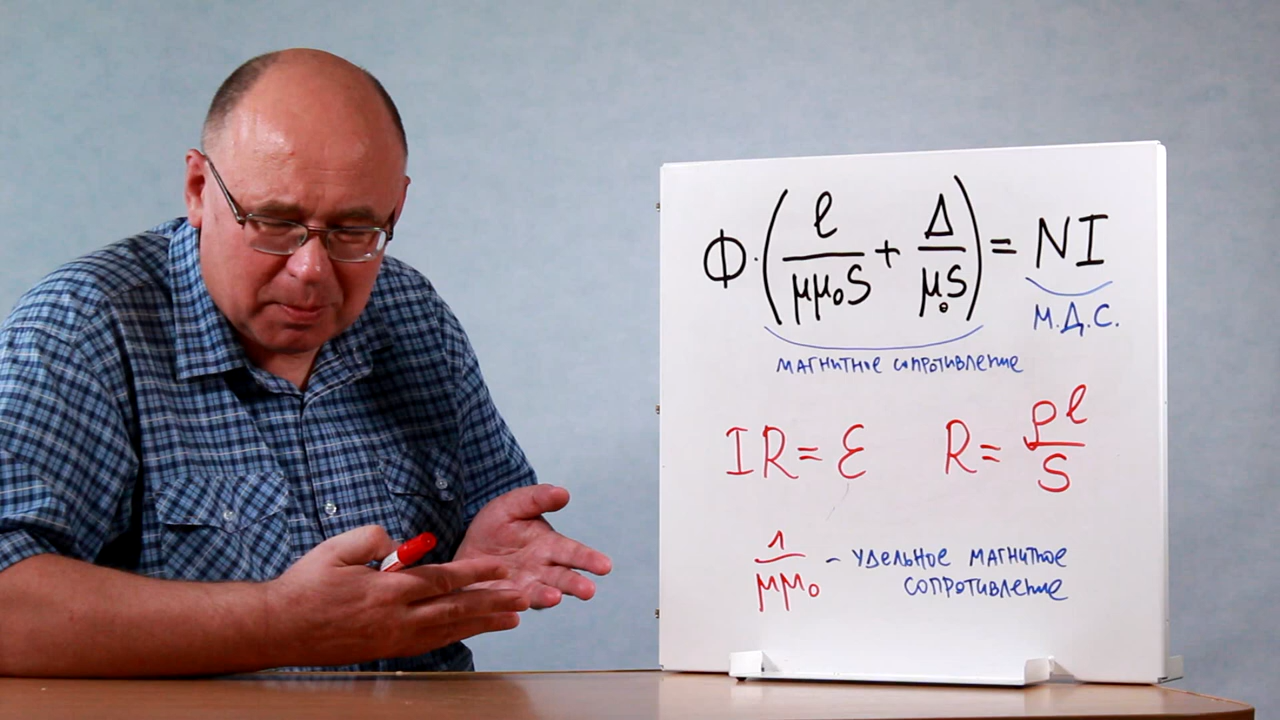 Ф·(ℓ/μμ₀S + Δ/μ₀S) = NI
М.Д.С.
МАГНИТНОЕ СОПРОТИВЛЕНИЕ
IR = ℰ R = ρℓ/S
1/μμ₀ – УДЕЛЬНОЕ МАГНИТНОЕ
СОПРОТИВЛЕНИЕ